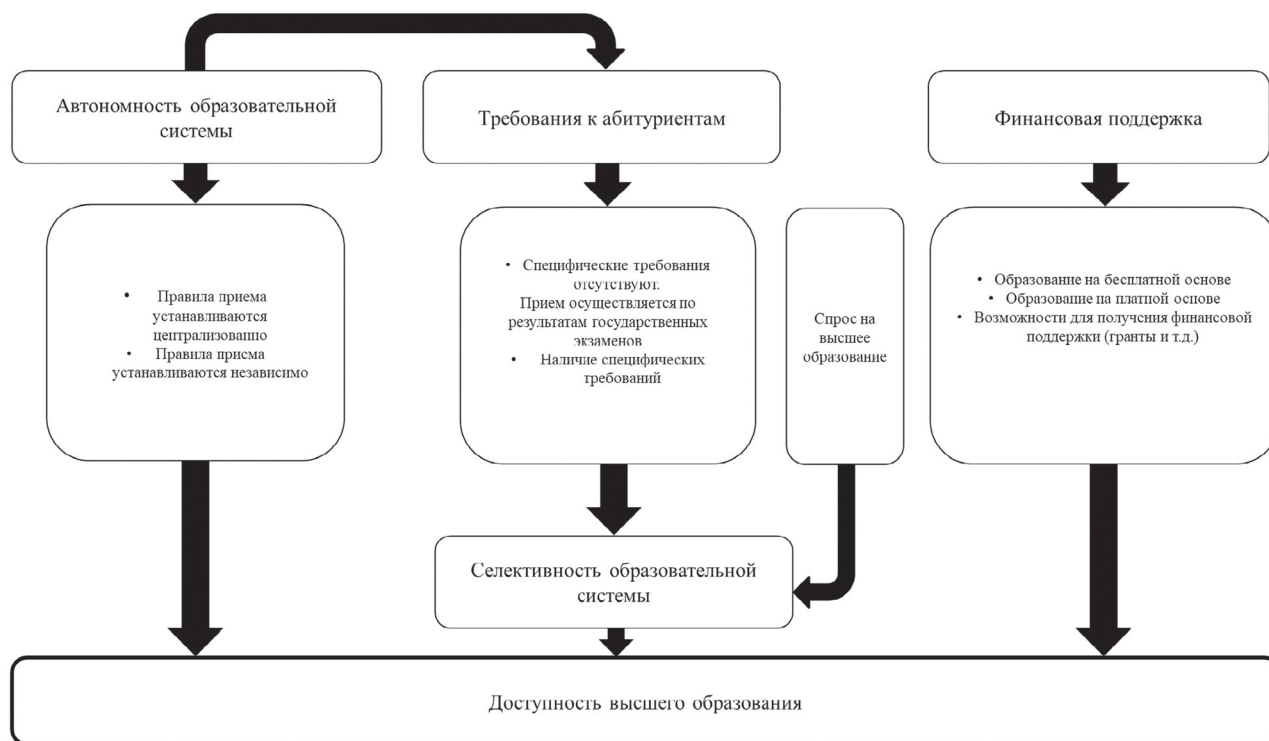 Автономность образовательной
системы
Требования к абитуриентам
Финансовая поддержка
• Правила приема
устанавливаются
централизованно
• Правила приема
устанавливаются независимо
• Специфические требования
отсутствуют.
Прием осуществляется по
результатам государственных
экзаменов
• Наличие специфических
требований
Спрос на
высшее
образование
• Образование на бесплатной основе
• Образование на платной основе
• Возможности для получения финансовой
поддержки (гранты и т.д.)
Селективность образовательной
системы
Доступность высшего образования